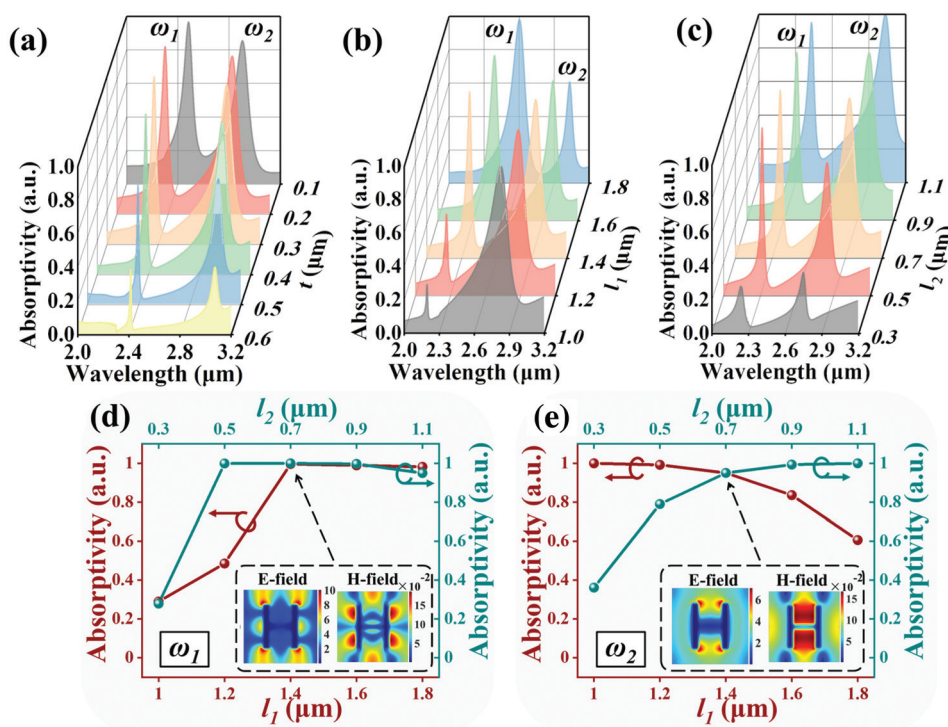 (a)
ω1
ω2
Absorptivity (a.u.)
1.0
0.8
0.6
0.4
0.2
0.0
2.0 2.4 2.8 3.2
Wavelength (μm)
0.1
0.2
0.3
0.4
0.5
0.6
t (μm)
(b)
ω1
ω2
Absorptivity (a.u.)
1.0
0.8
0.6
0.4
0.2
0.0
2.0 2.3 2.6 2.9 3.2
Wavelength (μm)
1.8
1.6
1.4
1.2
1.0
l1 (μm)
(c)
ω1
ω2
Absorptivity (a.u.)
1.0
0.8
0.6
0.4
0.2
0.0
2.0 2.3 2.6 2.9 3.2
Wavelength (μm)
1.1
0.9
0.7
0.5
0.3
l2 (μm)
(d)
l2 (μm)
0.3 0.5 0.7 0.9 1.1
Absorptivity (a.u.)
1
0.8
0.6
0.4
0.2
0
E-field
10
8
6
4
2
H-field
×10-2
15
10
5
ω1
1 1.2 1.4 1.6 1.8
l1 (μm)
1
0.8
0.6
0.4
0.2
0
Absorptivity (a.u.)
(e)
l2 (μm)
0.3 0.5 0.7 0.9 1.1
Absorptivity (a.u.)
1
0.8
0.6
0.4
0.2
0
E-field
6
4
2
H-field
×10-2
15
10
5
ω2
1 1.2 1.4 1.6 1.8
l1 (μm)
1
0.8
0.6
0.4
0.2
0
Absorptivity (a.u.)